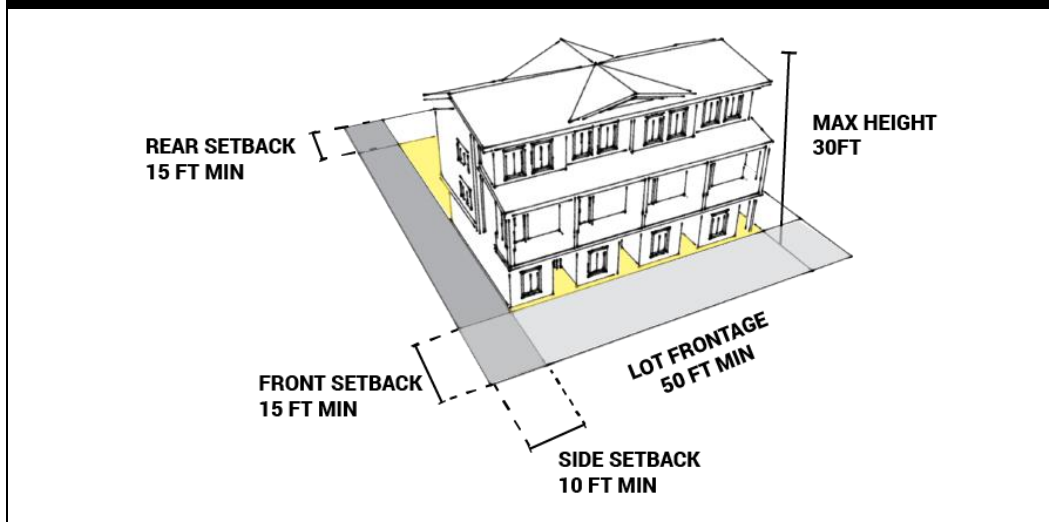 REAR SETBACK
15 FT MIN
MAX HEIGHT
30FT
LOT FRONTAGE
50 FT MIN
FRONT SETBACK
15 FT MIN
SIDE SETBACK
10 FT MIN